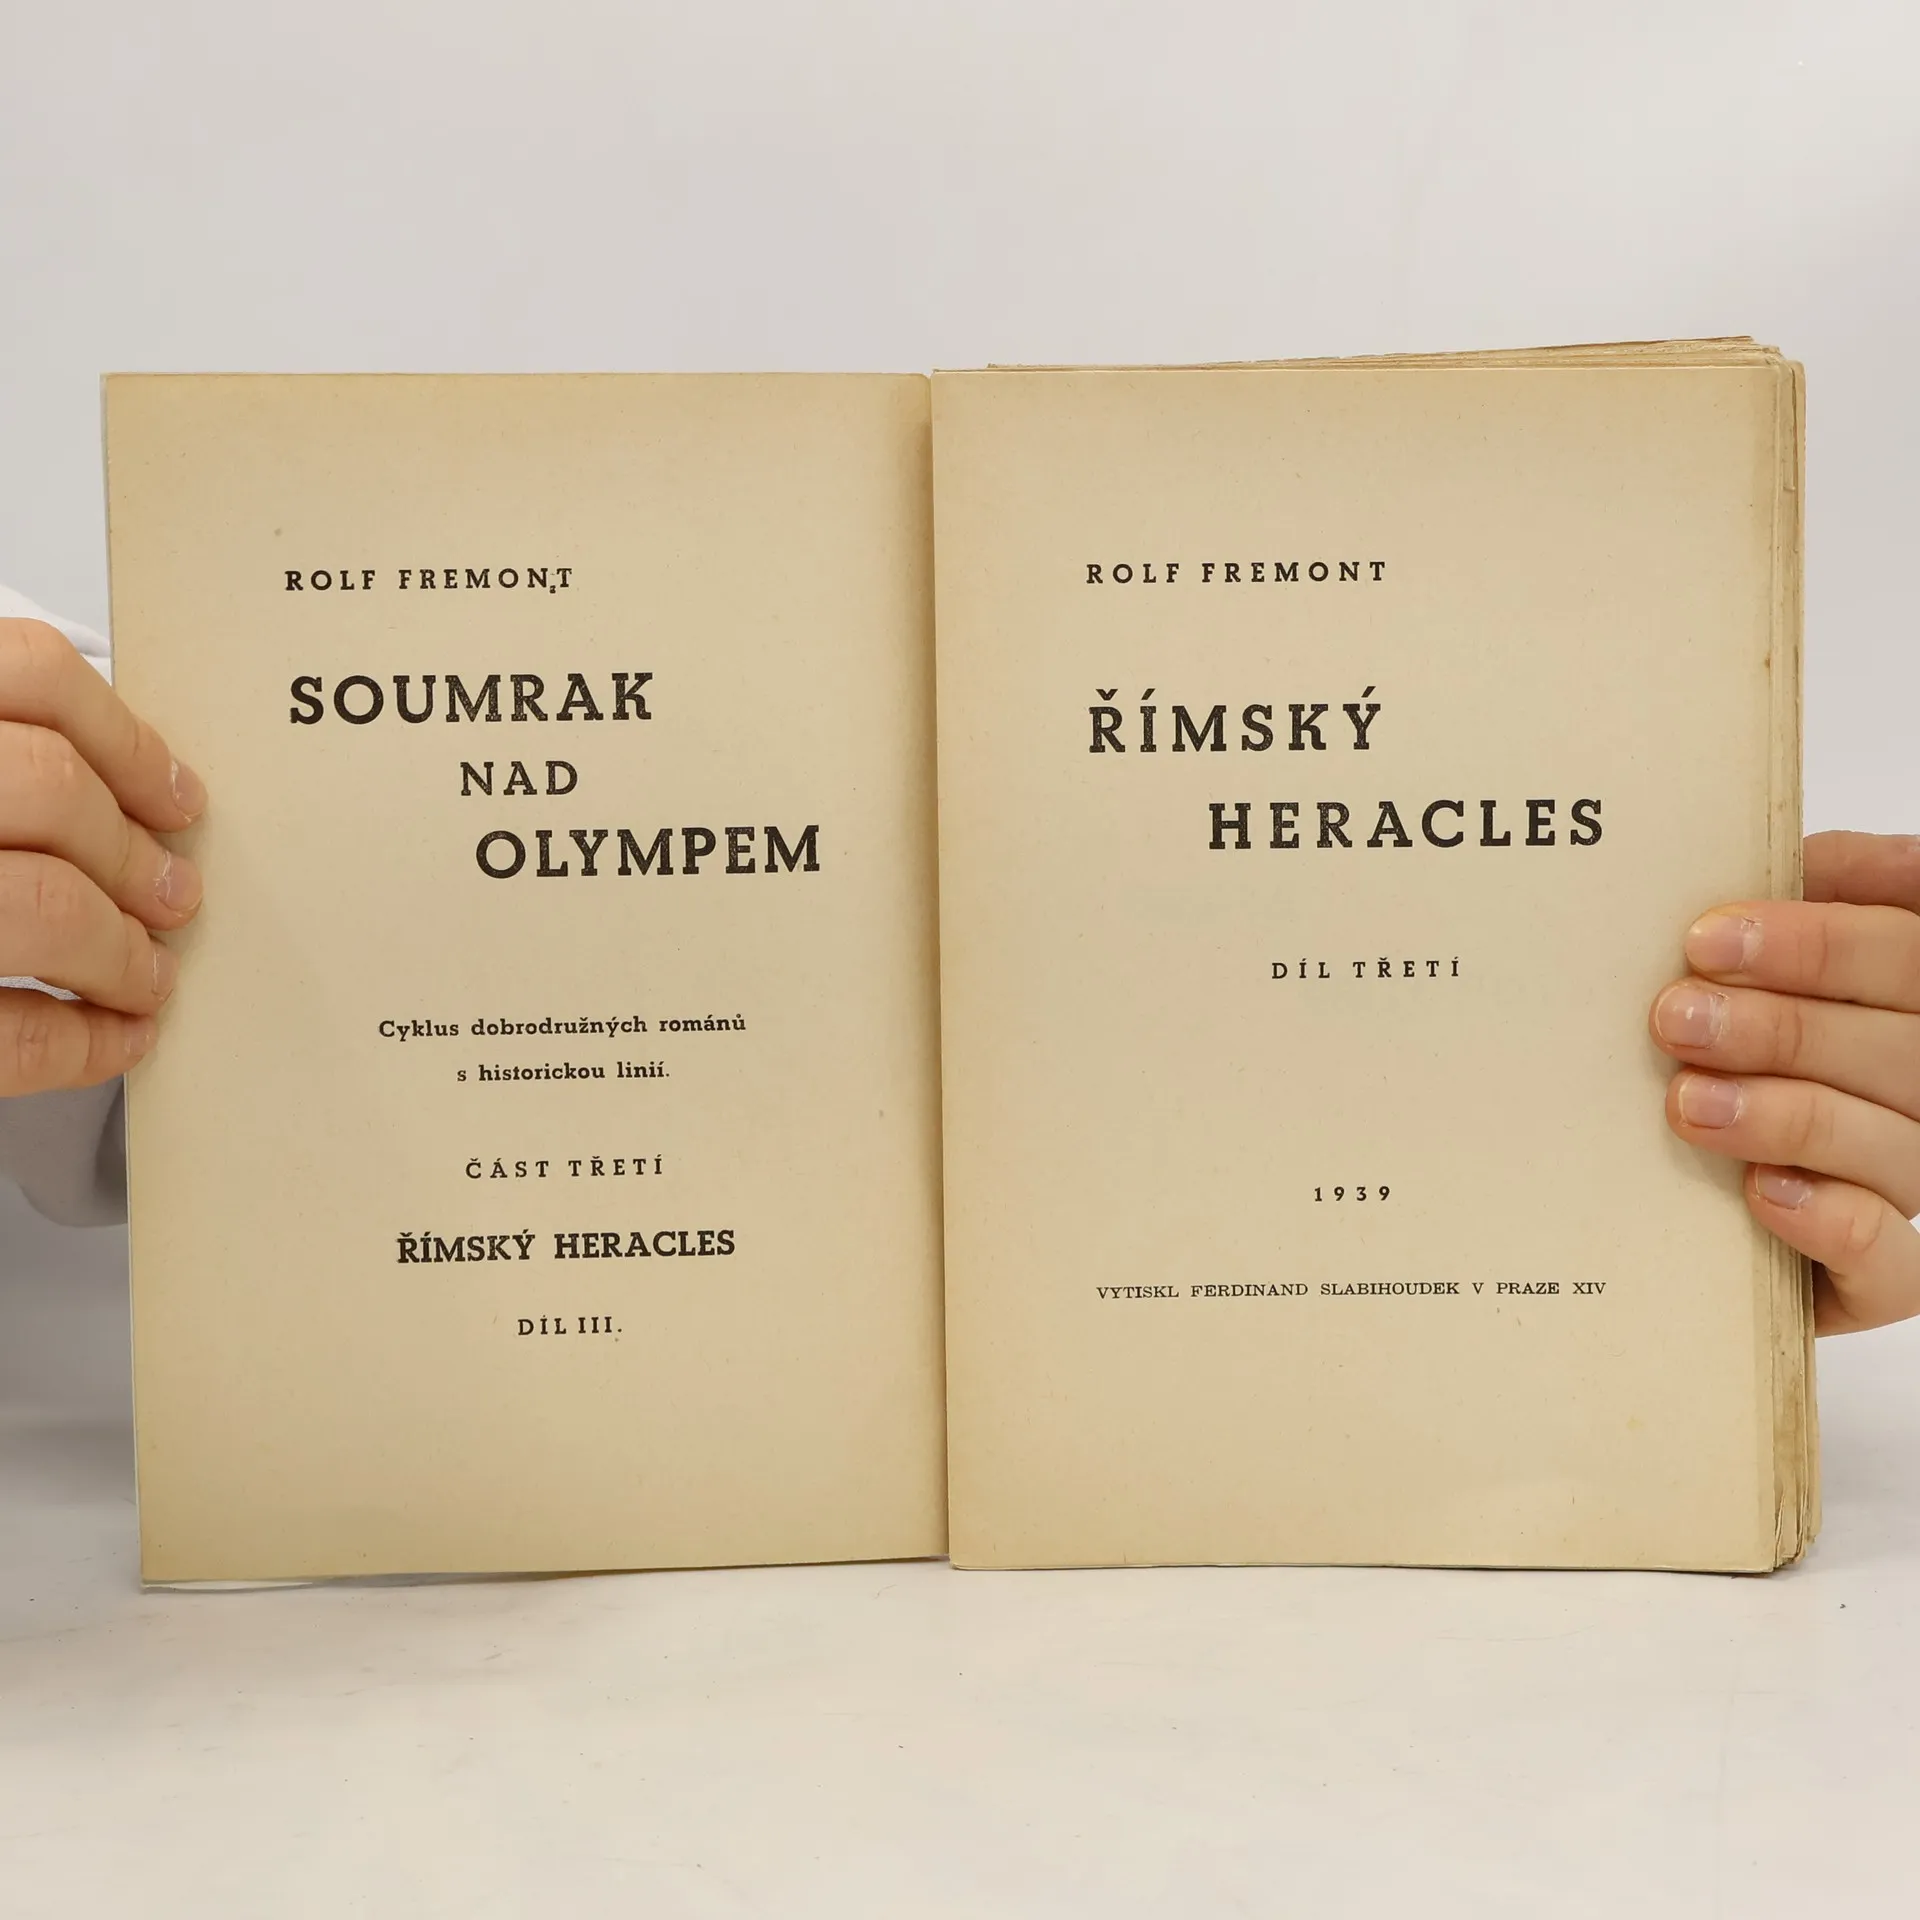 ROLF FREMONT
SOUMRAK
NAD
OLYMPEM
Cyklus dobrodružných románů
s historickou linií.
ČÁST TŘETÍ
ŘÍMSKÝ HERACLES
DÍL III.
ROLF FREMONT
ŘÍMSKÝ
HERACLES
DÍL TŘETÍ
1939
VYTISKL FERDINAND SLABIHOUDEK V PRAZE XIV